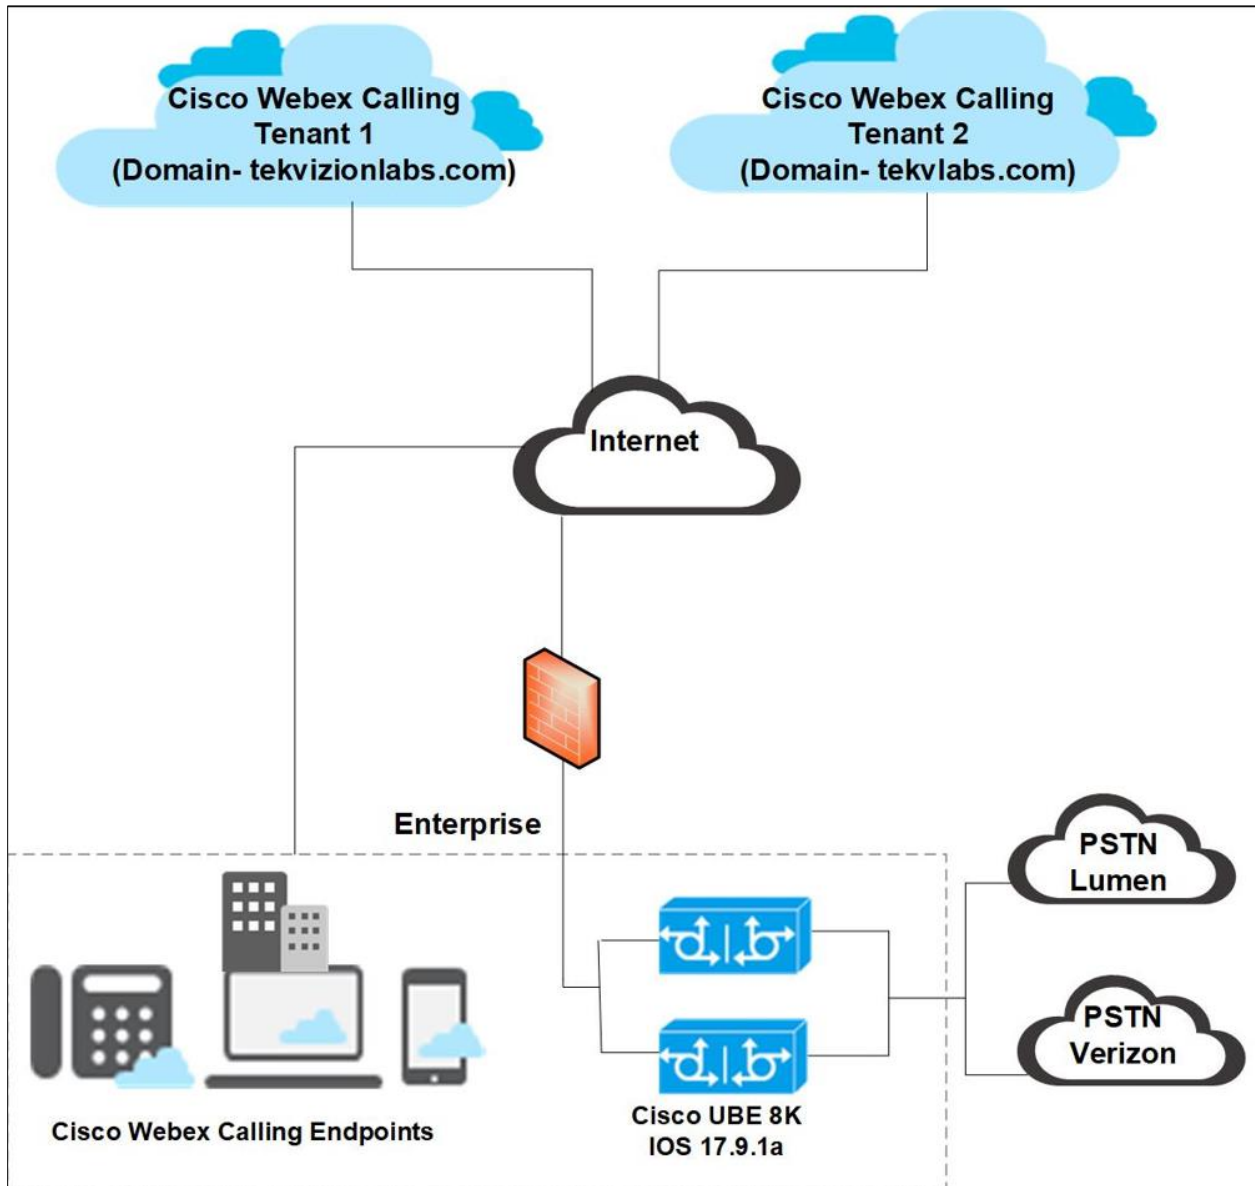 Cisco Webex Calling
Tenant 1
(Domain- tekvizionlabs.com)
Cisco Webex Calling
Tenant 2
(Domain- tekvlabs.com)
Internet
Enterprise
PSTN
Lumen
PSTN
Verizon
Cisco Webex Calling Endpoints
Cisco UBE 8K
IOS 17.9.1a